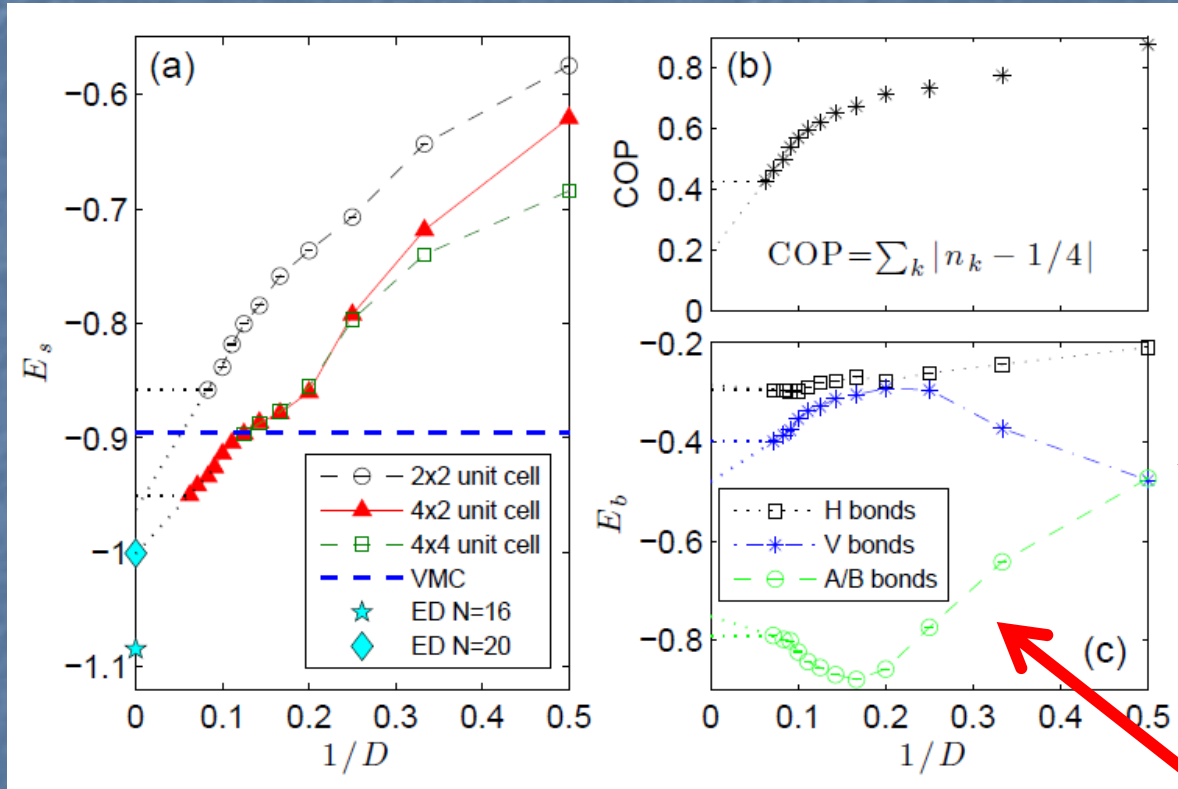 (a)
−0.6
−0.7
−0.8
−0.9
−1
−1.1
E_s
0 0.1 0.2 0.3 0.4 0.5
1/D
2x2 unit cell
4x2 unit cell
4x4 unit cell
VMC
ED N=16
ED N=20
(b)
0.8
0.6
0.4
0.2
0
COP
COP=∑_k |n_k − 1/4|
−0.2
−0.4
−0.6
−0.8
E_b
H bonds
V bonds
A/B bonds
(c)
0 0.1 0.2 0.3 0.4 0.5
1/D